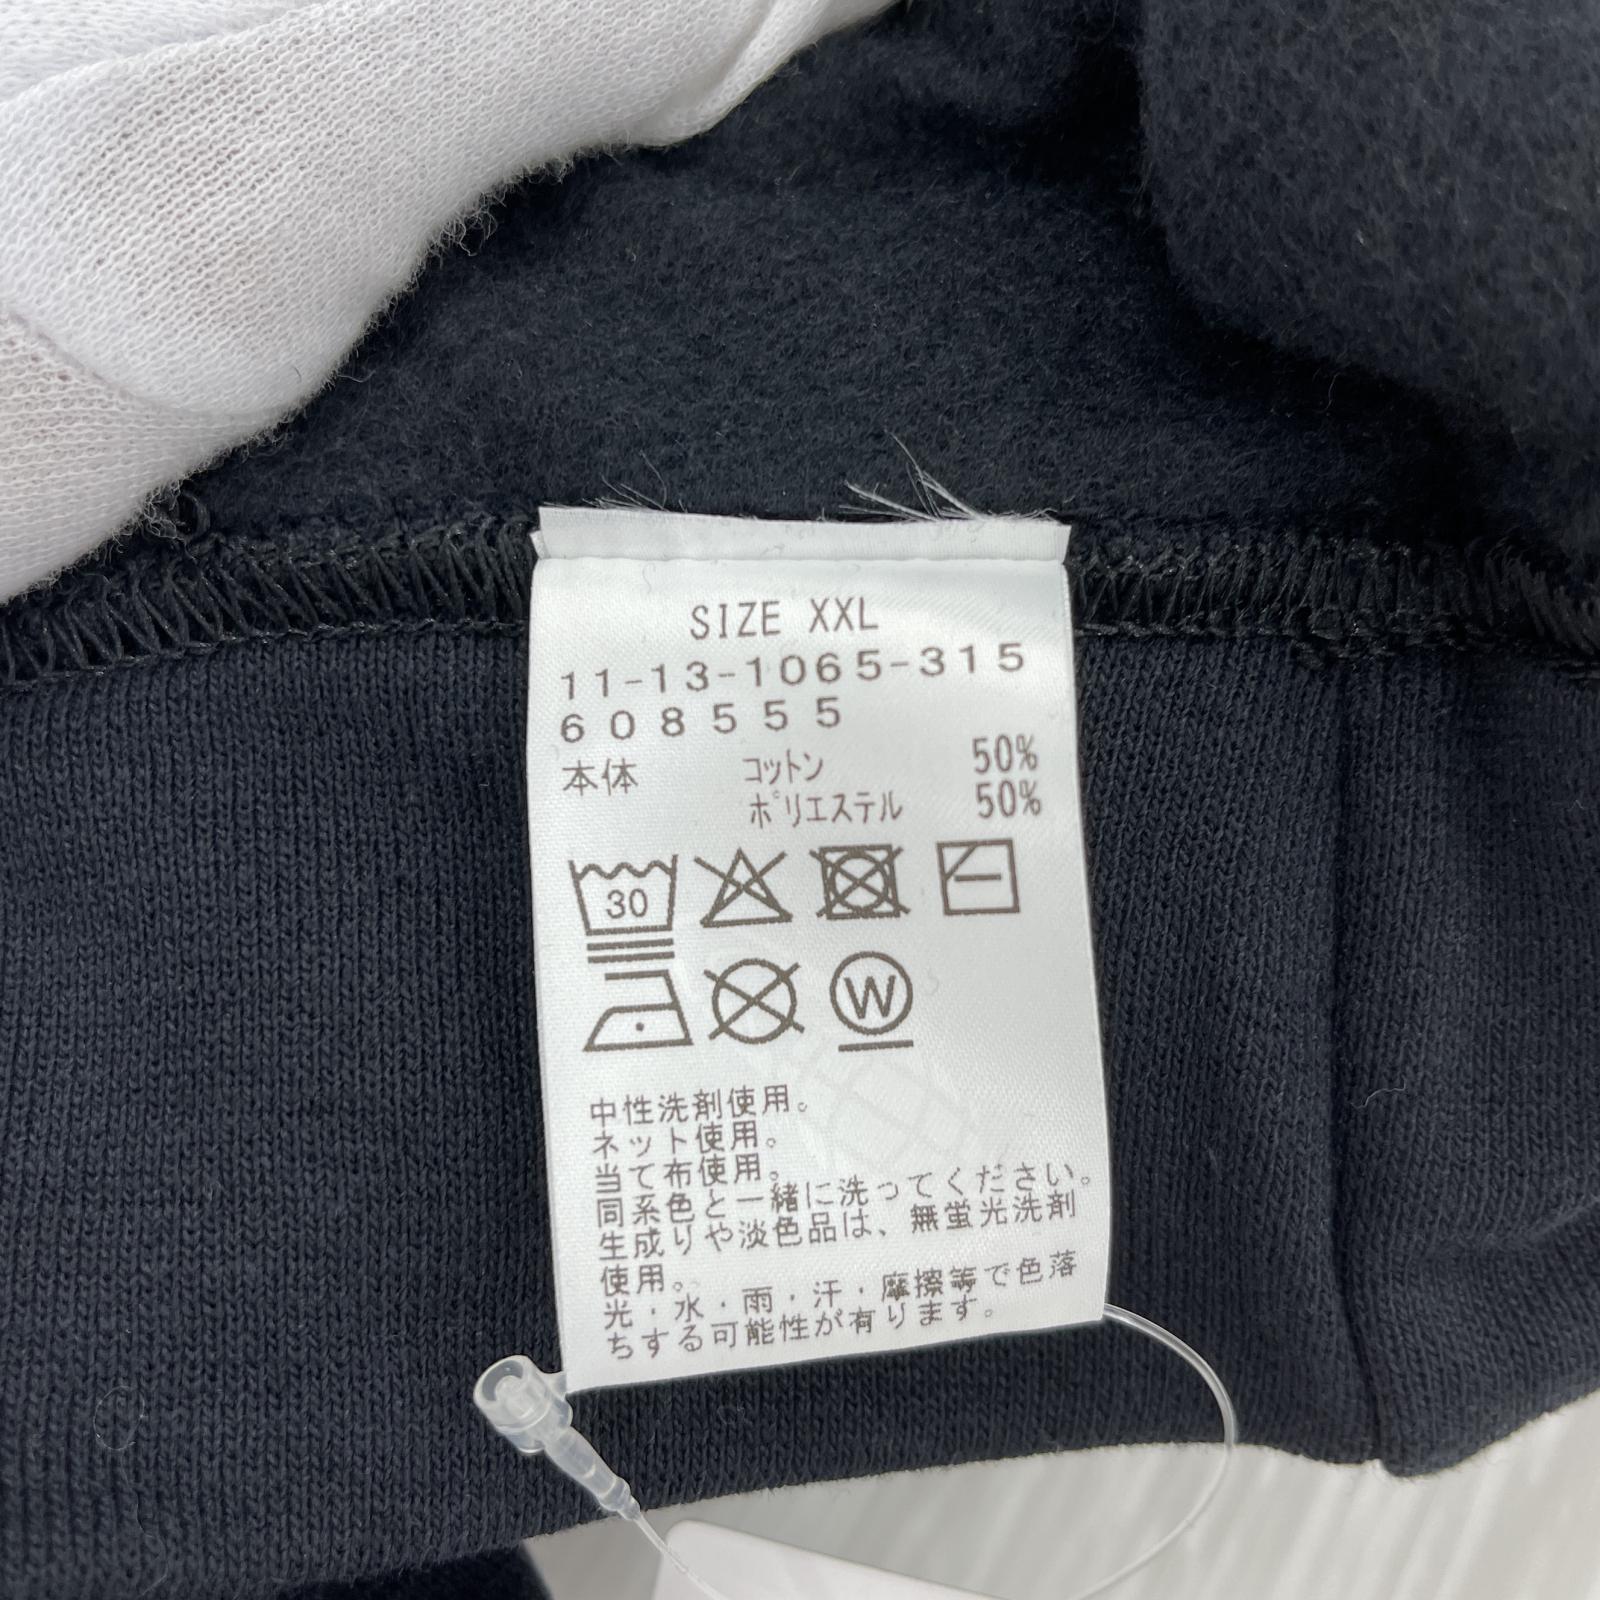 SIZE XXL
11-13-1065-315
608555
本体 コットン 50%
ポリエステル 50%
30
W
中性洗剤使用。
ネット使用。
当て布使用。
同系色と一緒に洗ってください。
生成りや淡色品は、無蛍光洗剤
使用。
光・水・雨・汗・摩擦等で色落
ちする可能性が有ります。